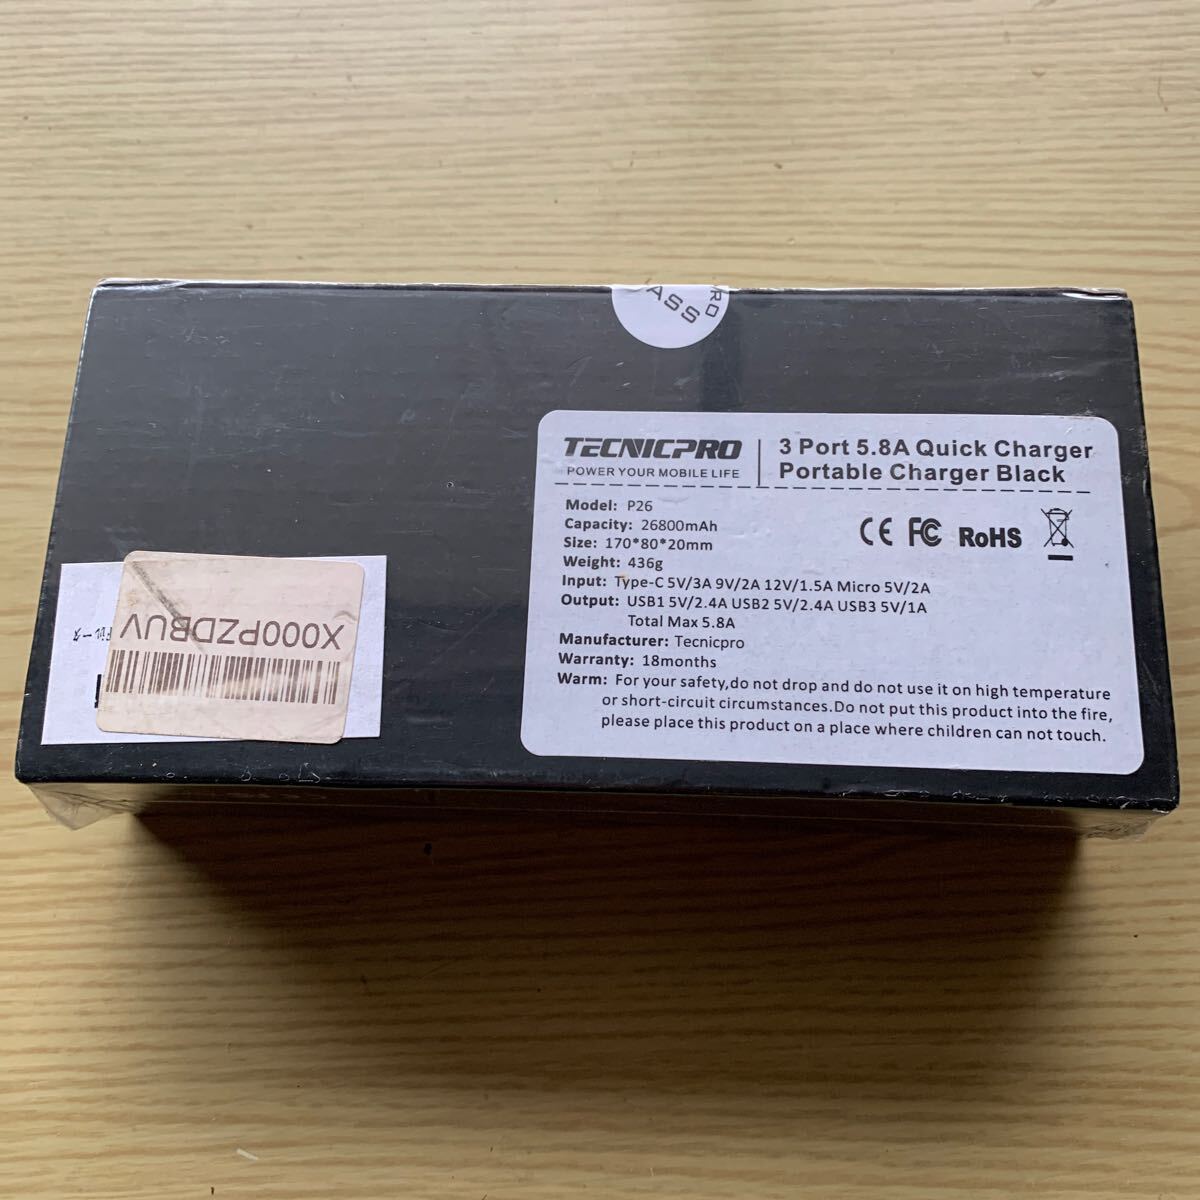 ASS
RO
TECNICPRO
POWER YOUR MOBILE LIFE
3 Port 5.8A Quick Charger
Portable Charger Black
Model: P26
Capacity: 26800mAh
Size: 170*80*20mm
Weight: 436g
Input: Type-C 5V/3A 9V/2A 12V/1.5A Micro 5V/2A
Output: USB1 5V/2.4A USB2 5V/2.4A USB3 5V/1A
Total Max 5.8A
Manufacturer: Tecnicpro
Warranty: 18months
Warm: For your safety,do not drop and do not use it on high temperature
or short-circuit circumstances.Do not put this product into the fire,
please place this product on a place where children can not touch.
CE FC RoHS
X000PZDBUV